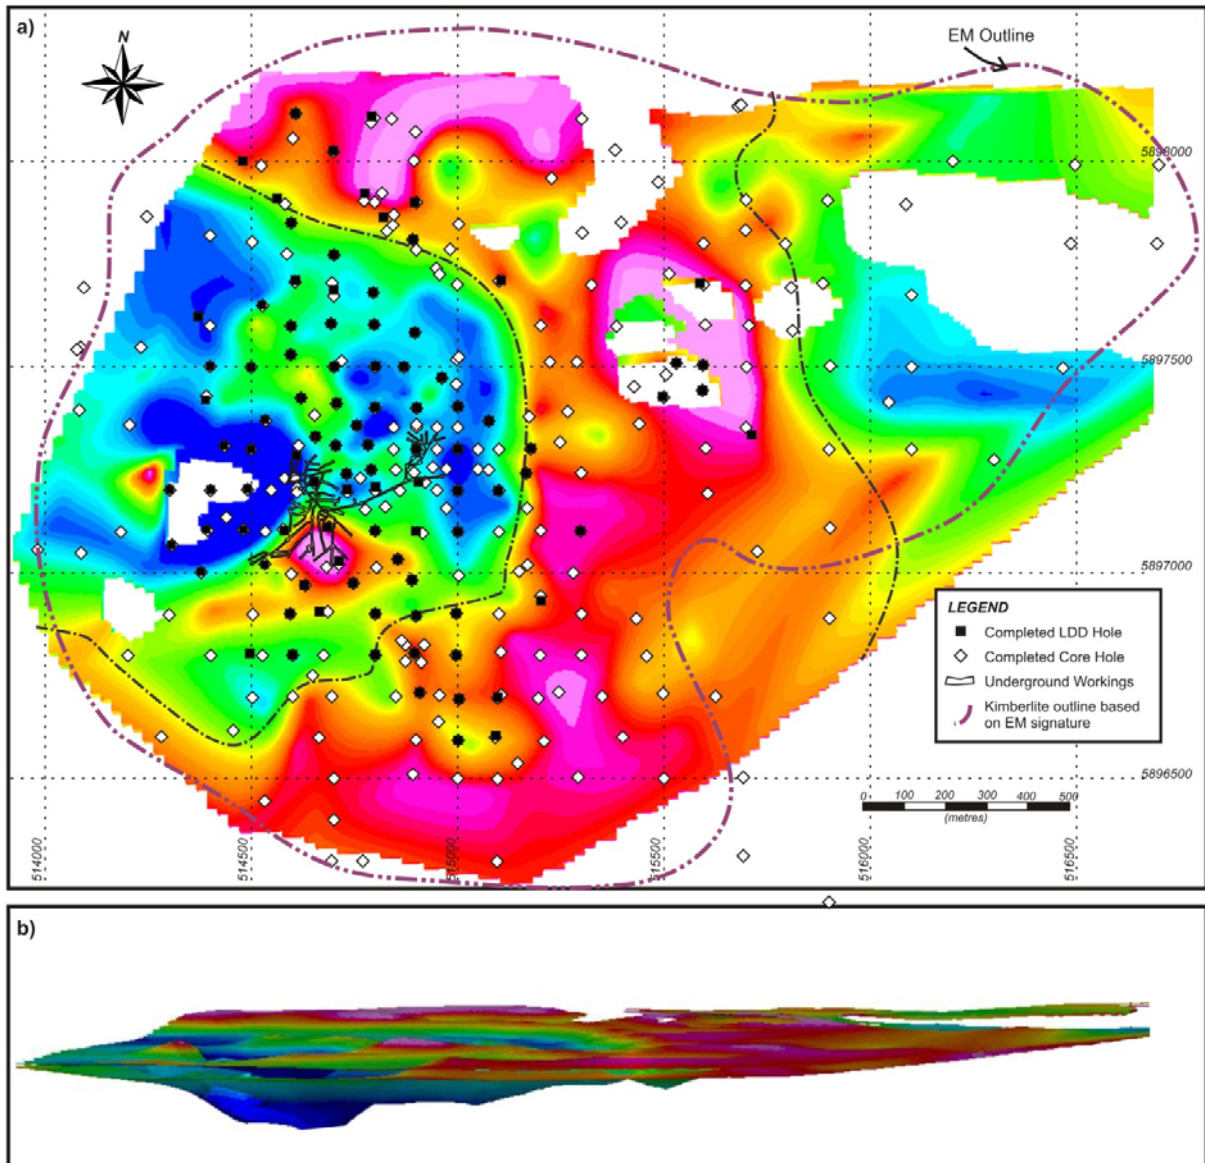 a)
N
EM Outline
5898000
5897500
5897000
LEGEND
Completed LDD Hole
Completed Core Hole
Underground Workings
Kimberlite outline based
on EM signature
5896500
0 100 200 300 400 500
(metres)
514000
514500
515000
515500
516000
516500
b)